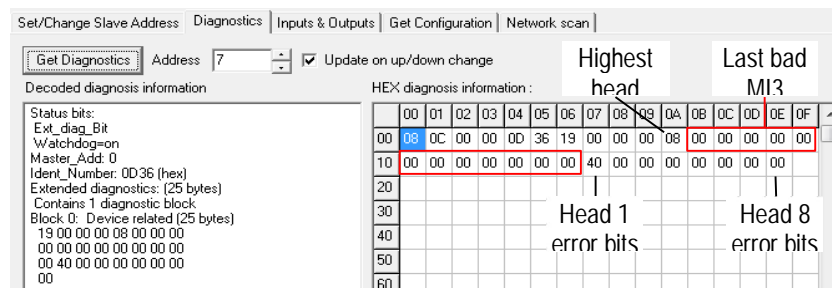 Set/Change Slave Address Diagnostics Inputs & Outputs Get Configuration Network scan
Get Diagnostics Address 7 Update on up/down change
Highest head
Last bad MI3
Decoded diagnosis information
HEX diagnosis information :
Status bits:
Ext_diag_Bit
Watchdog=on
Master_Add: 0
Ident_Number: 0D36 (hex)
Extended diagnostics: (25 bytes)
Contains 1 diagnostic block
Block 0: Device related (25 bytes)
19 00 00 00 08 00 00 00
00 00 00 00 00 00 00 00
00 40 00 00 00 00 00 00
00
00 01 02 03 04 05 06 07 08 09 0A 0B 0C 0D 0E 0F
00 08 0C 00 00 0D 36 19 00 00 00 08 00 00 00 00 00
10 00 00 00 00 00 00 00 40 00 00 00 00 00 00 00
20
30
40
50
60
Head 1
error bits
Head 8
error bits